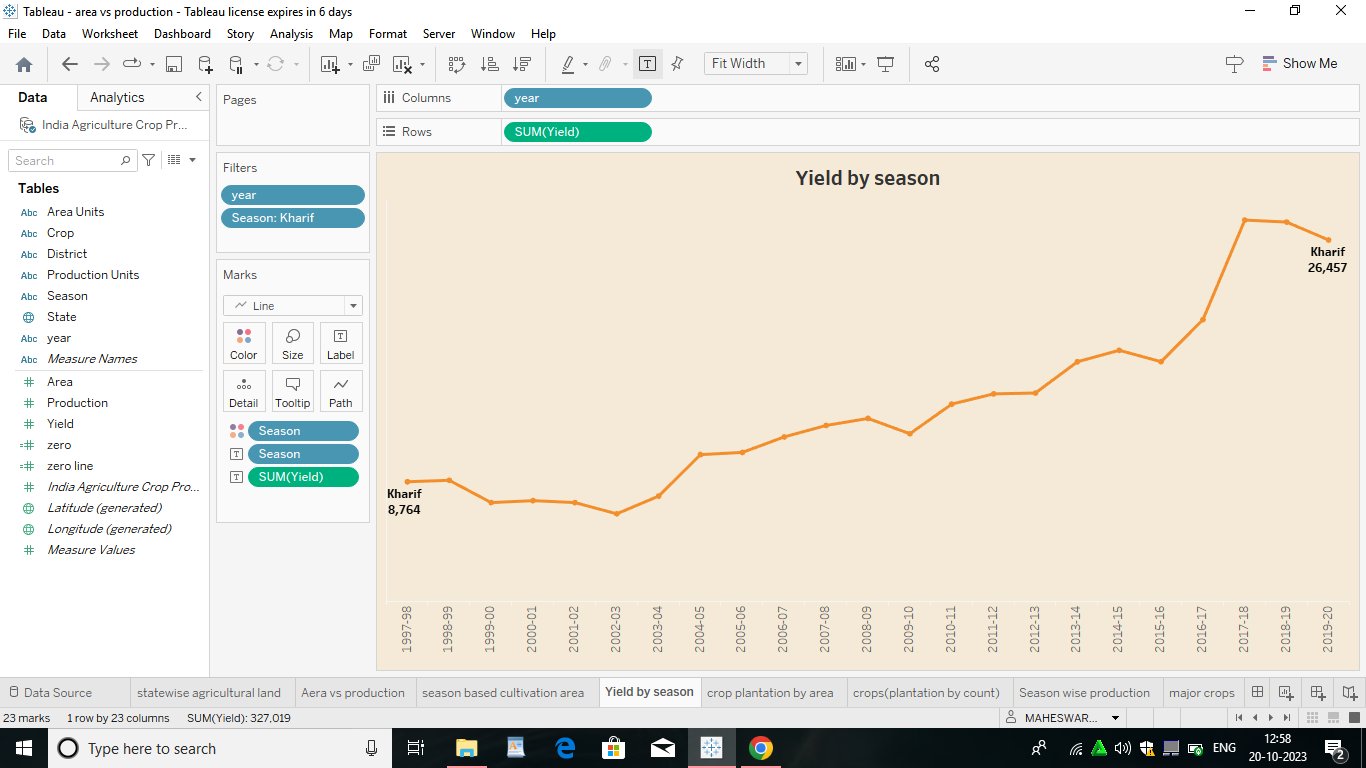 Tableau - area vs production - Tableau license expires in 6 days
File Data Worksheet Dashboard Story Analysis Map Format Server Window Help
Fit Width
Show Me
Data Analytics
India Agriculture Crop Pr...
Search
Tables
Abc Area Units
Abc Crop
Abc District
Abc Production Units
Abc Season
State
Abc year
Abc Measure Names
# Area
# Production
# Yield
=# zero
=# zero line
# India Agriculture Crop Pro...
Latitude (generated)
Longitude (generated)
# Measure Values
Pages
Filters
year
Season: Kharif
Marks
Line
Color Size Label
Detail Tooltip Path
Season
T Season
T SUM(Yield)
Columns year
Rows SUM(Yield)
Yield by season
Kharif
26,457
Kharif
8,764
1997-98 1998-99 1999-00 2000-01 2001-02 2002-03 2003-04 2004-05 2005-06 2006-07 2007-08 2008-09 2009-10 2010-11 2011-12 2012-13 2013-14 2014-15 2015-16 2016-17 2017-18 2018-19 2019-20
Data Source statewise agricultural land Aera vs production season based cultivation area Yield by season crop plantation by area crops(plantation by count) Season wise production major crops
23 marks 1 row by 23 columns SUM(Yield): 327,019 MAHESWAR...
Type here to search
ENG
12:58
20-10-2023
2